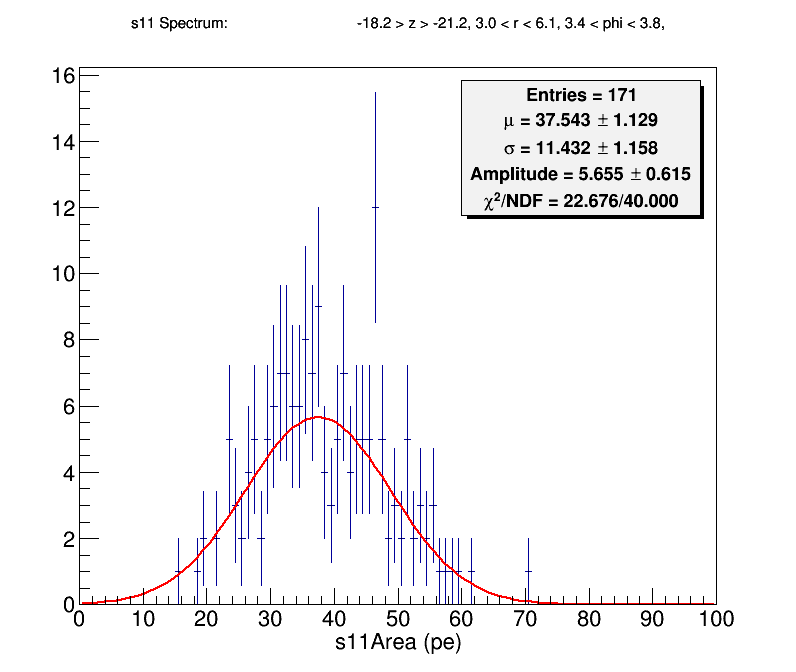 s11 Spectrum: -18.2 > z > -21.2, 3.0 < r < 6.1, 3.4 < phi < 3.8,
Entries = 171
μ = 37.543 ± 1.129
σ = 11.432 ± 1.158
Amplitude = 5.655 ± 0.615
χ²/NDF = 22.676/40.000
16
14
12
10
8
6
4
2
0
0 10 20 30 40 50 60 70 80 90 100
s11Area (pe)